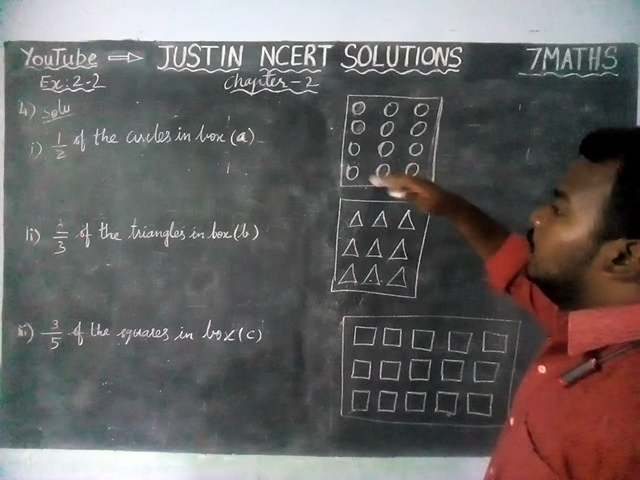 YouTube ⇒ JUSTIN NCERT SOLUTIONS 7MATHS
Ex: 2.2 Chapter-2
4) Solu
i) 1/2 of the circles in box (a)
ii) 2/3 of the triangles in box (b)
iii) 3/5 of the squares in box (c)